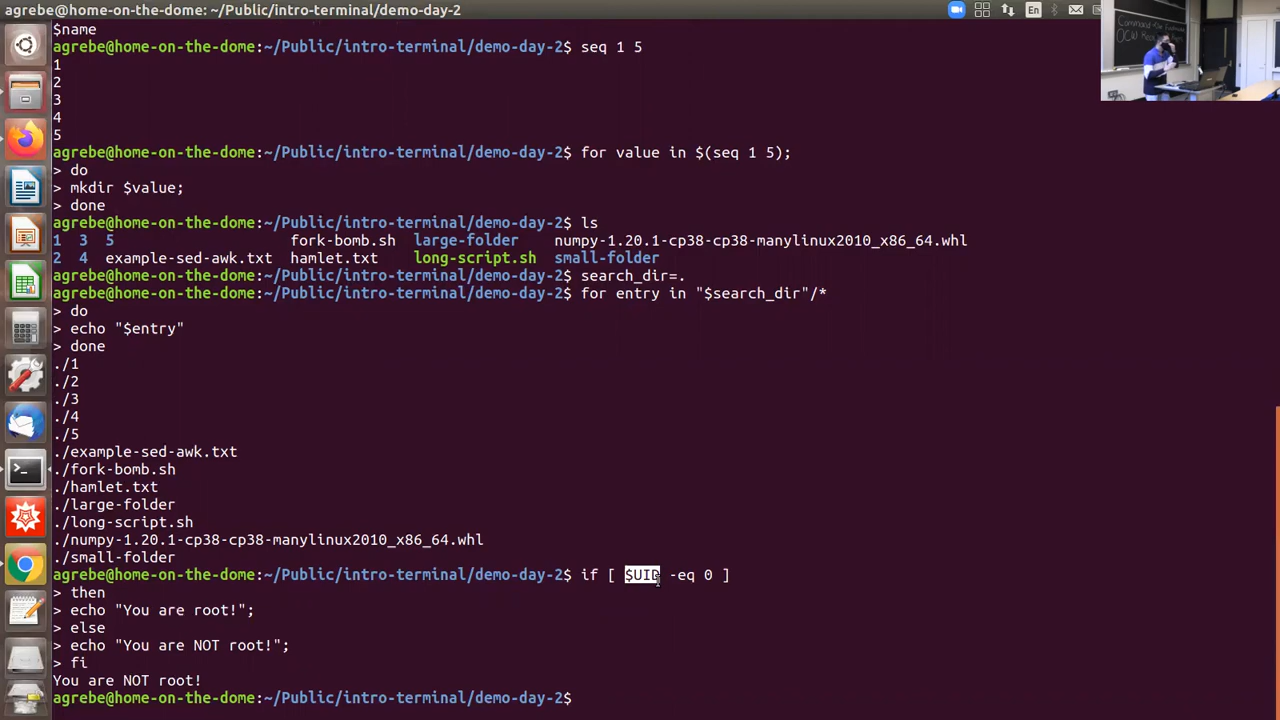 agrebe@home-on-the-dome: ~/Public/intro-terminal/demo-day-2
En
$name
agrebe@home-on-the-dome:~/Public/intro-terminal/demo-day-2$ seq 1 5
1
2
3
4
5
agrebe@home-on-the-dome:~/Public/intro-terminal/demo-day-2$ for value in $(seq 1 5);
> do
> mkdir $value;
> done
agrebe@home-on-the-dome:~/Public/intro-terminal/demo-day-2$ ls
1  3  5                    fork-bomb.sh  large-folder    numpy-1.20.1-cp38-cp38-manylinux2010_x86_64.whl
2  4  example-sed-awk.txt  hamlet.txt    long-script.sh  small-folder
agrebe@home-on-the-dome:~/Public/intro-terminal/demo-day-2$ search_dir=.
agrebe@home-on-the-dome:~/Public/intro-terminal/demo-day-2$ for entry in "$search_dir"/*
> do
> echo "$entry"
> done
./1
./2
./3
./4
./5
./example-sed-awk.txt
./fork-bomb.sh
./hamlet.txt
./large-folder
./long-script.sh
./numpy-1.20.1-cp38-cp38-manylinux2010_x86_64.whl
./small-folder
agrebe@home-on-the-dome:~/Public/intro-terminal/demo-day-2$ if [ $UID -eq 0 ]
> then
> echo "You are root!";
> else
> echo "You are NOT root!";
> fi
You are NOT root!
agrebe@home-on-the-dome:~/Public/intro-terminal/demo-day-2$